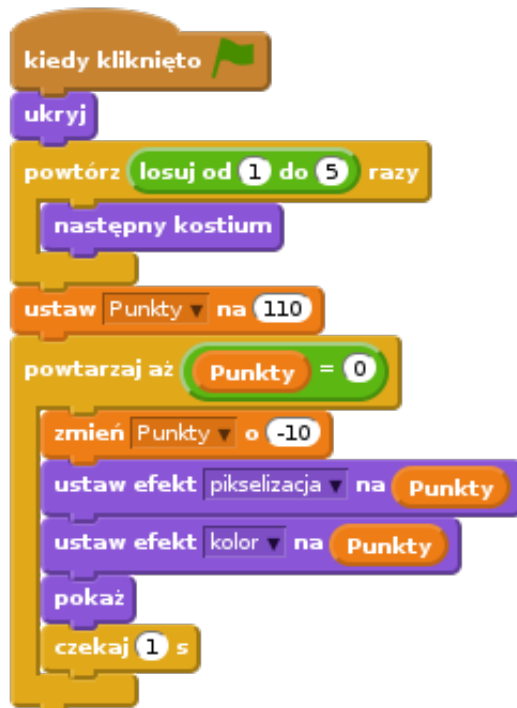 kiedy kliknięto
ukryj
powtórz losuj od 1 do 5 razy
następny kostium
ustaw Punkty na 110
powtarzaj aż Punkty = 0
zmień Punkty o -10
ustaw efekt pikselizacja na Punkty
ustaw efekt kolor na Punkty
pokaż
czekaj 1 s